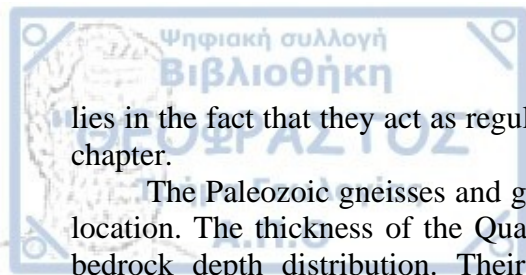 Ψηφιακή συλλογή
Βιβλιοθήκη
lies in the fact that they act as regul
"ΘΕΟΦΡΑΣΤΟΣ"
chapter.
The Paleozoic gneisses and g
location. The thickness of the Qua
Α.Π.Θ
bedrock depth distribution. Their